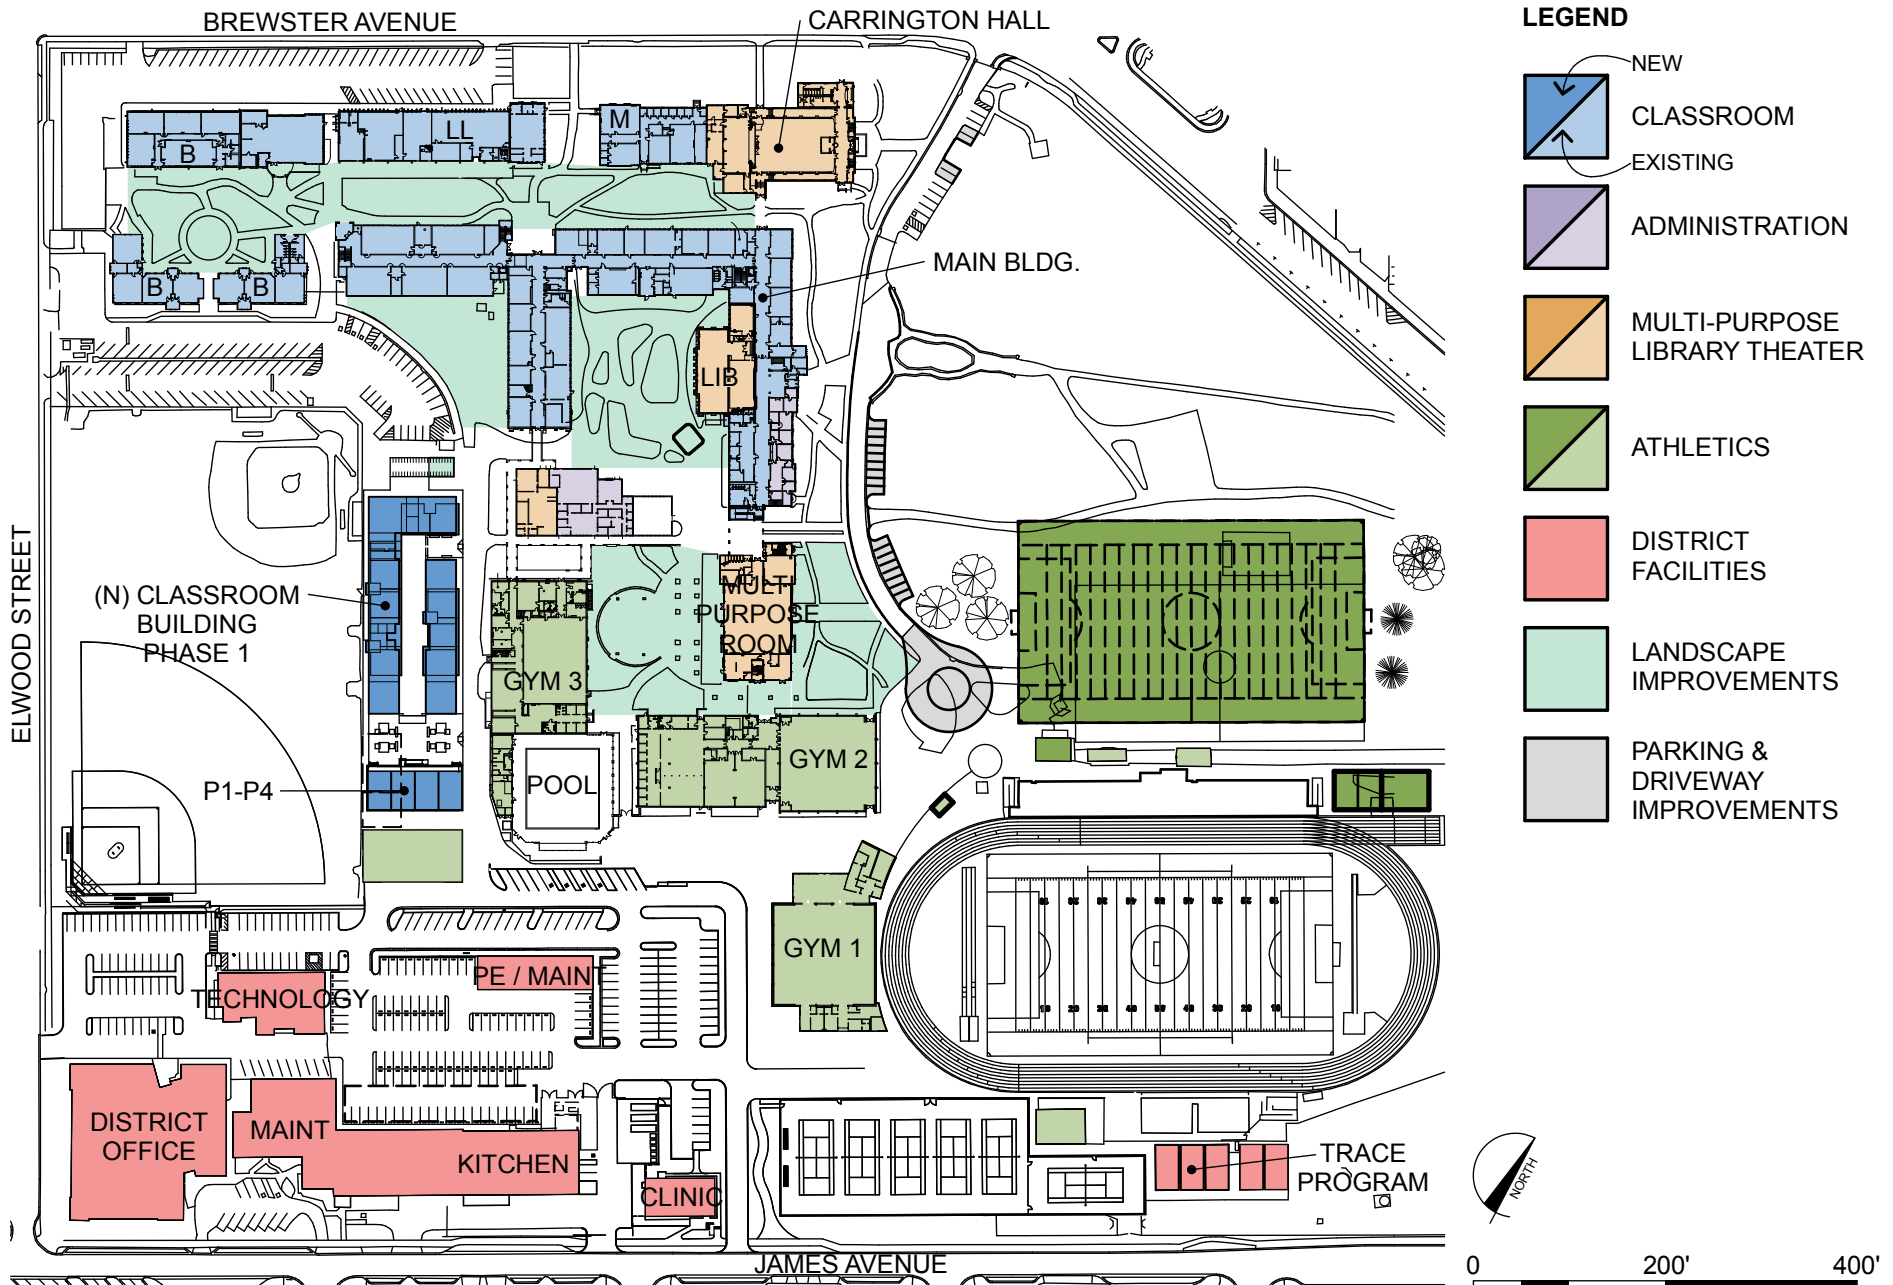 BREWSTER AVENUE
CARRINGTON HALL
LEGEND
NEW
CLASSROOM
EXISTING
ADMINISTRATION
MULTI-PURPOSE
LIBRARY THEATER
ATHLETICS
DISTRICT
FACILITIES
LANDSCAPE
IMPROVEMENTS
PARKING &
DRIVEWAY
IMPROVEMENTS
B
LL
M
B
B
MAIN BLDG.
LIB
ELWOOD STREET
(N) CLASSROOM
BUILDING
PHASE 1
MULTI
PURPOSE
ROOM
GYM 3
GYM 2
POOL
P1-P4
GYM 1
PE / MAINT
TECHNOLOGY
DISTRICT
OFFICE
MAINT
KITCHEN
CLINIC
TRACE
PROGRAM
NORTH
JAMES AVENUE
0 200' 400'